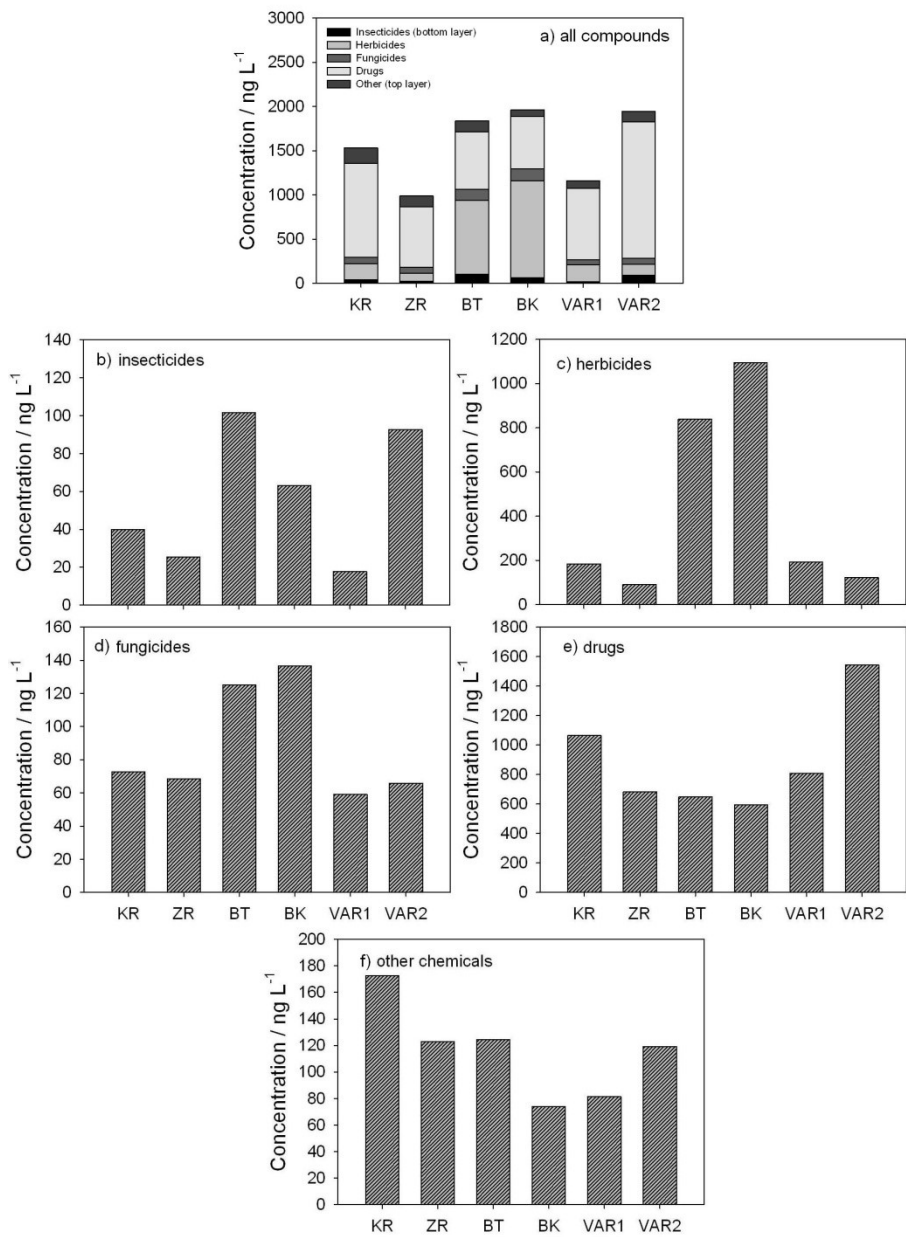 3000
2500
2000
1500
1000
500
0
Concentration / ng L⁻¹
Insecticides (bottom layer)
Herbicides
Fungicides
Drugs
Other (top layer)
a) all compounds
KR ZR BT BK VAR1 VAR2
140
120
100
80
60
40
20
0
Concentration / ng L⁻¹
b) insecticides
1200
1000
800
600
400
200
0
Concentration / ng L⁻¹
c) herbicides
160
140
120
100
80
60
40
20
0
Concentration / ng L⁻¹
d) fungicides
KR ZR BT BK VAR1 VAR2
1800
1600
1400
1200
1000
800
600
400
200
0
Concentration / ng L⁻¹
e) drugs
KR ZR BT BK VAR1 VAR2
200
180
160
140
120
100
80
60
40
20
0
Concentration / ng L⁻¹
f) other chemicals
KR ZR BT BK VAR1 VAR2